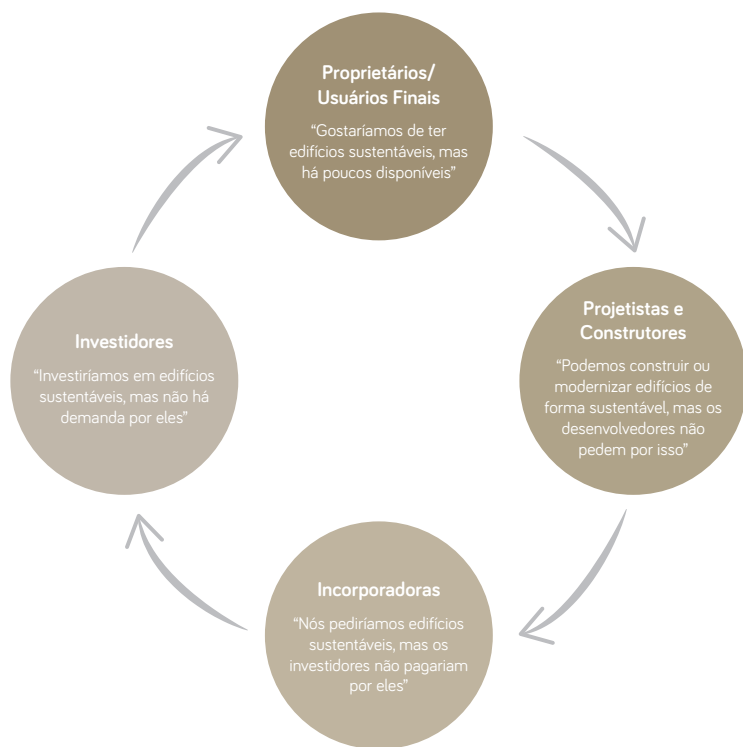 Proprietários/
Usuários Finais
“Gostaríamos de ter
edifícios sustentáveis, mas
há poucos disponíveis”
Projetistas e
Construtores
“Podemos construir ou
modernizar edifícios de
forma sustentável, mas os
desenvolvedores não
pedem por isso”
Incorporadoras
“Nós pediríamos edifícios
sustentáveis, mas os
investidores não pagariam
por eles”
Investidores
“Investiríamos em edifícios
sustentáveis, mas não há
demanda por eles”